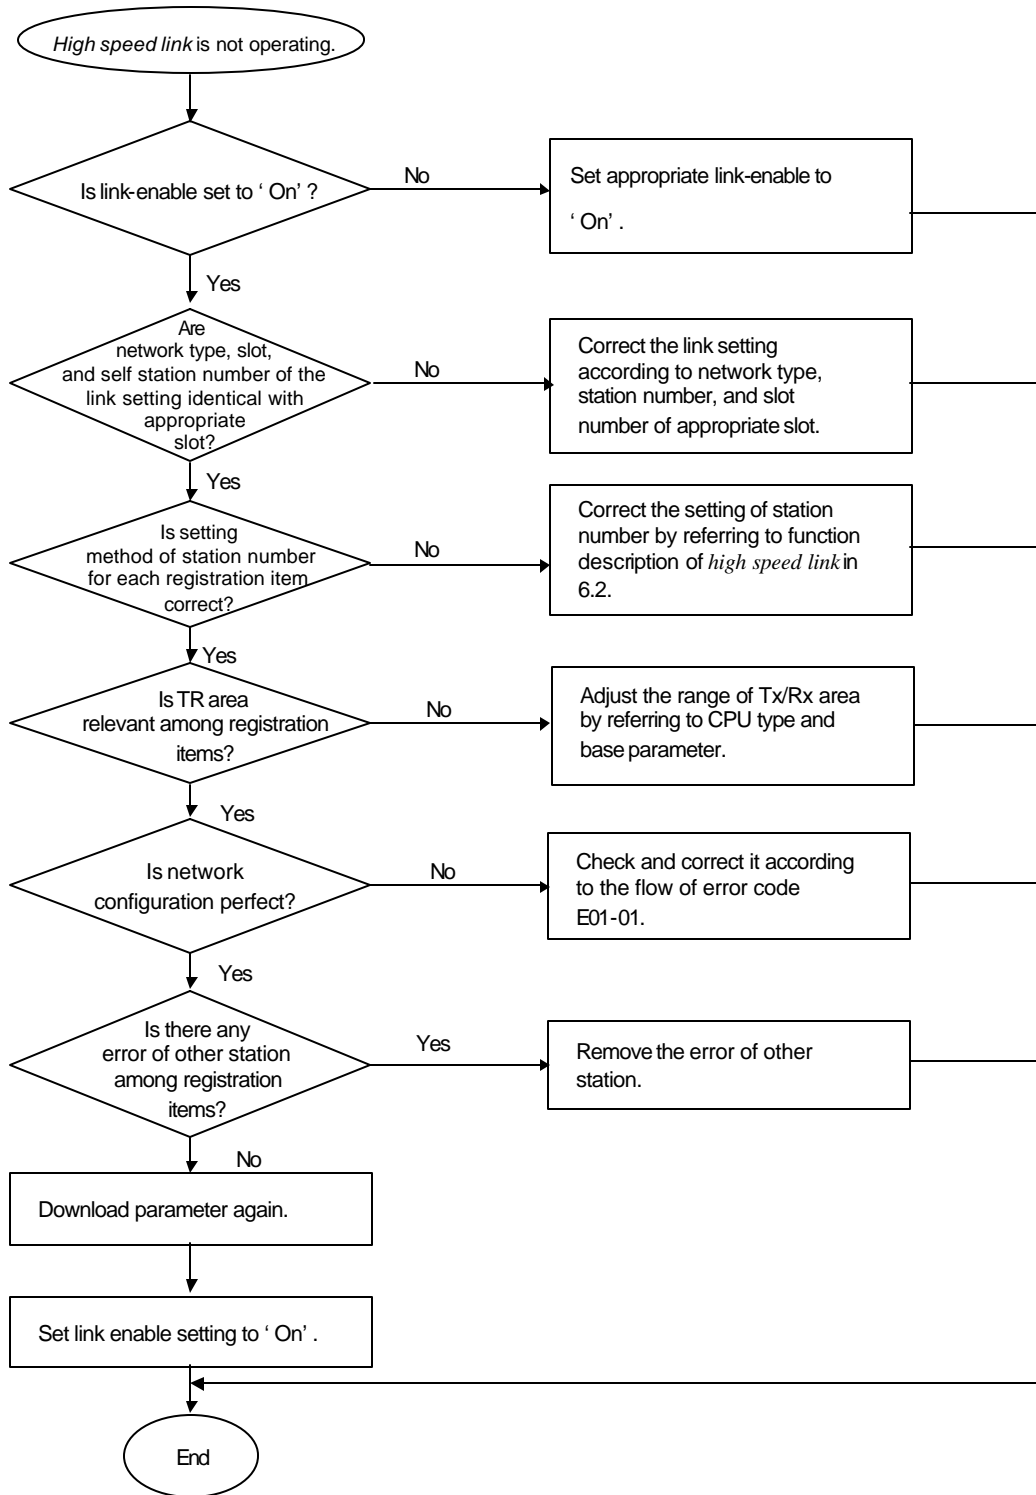 High speed link is not operating.
Is link-enable set to ‘ On’ ?
No
Set appropriate link-enable to
‘ On’ .
Yes
Are
network type, slot,
and self station number of the
link setting identical with
appropriate
slot?
No
Correct the link setting
according to network type,
station number, and slot
number of appropriate slot.
Yes
Is setting
method of station number
for each registration item
correct?
No
Correct the setting of station
number by referring to function
description of high speed link in
6.2.
Yes
Is TR area
relevant among registration
items?
No
Adjust the range of Tx/Rx area
by referring to CPU type and
base parameter.
Yes
Is network
configuration perfect?
No
Check and correct it according
to the flow of error code
E01-01.
Yes
Is there any
error of other station
among registration
items?
Yes
Remove the error of other
station.
No
Download parameter again.
Set link enable setting to ‘ On’ .
End